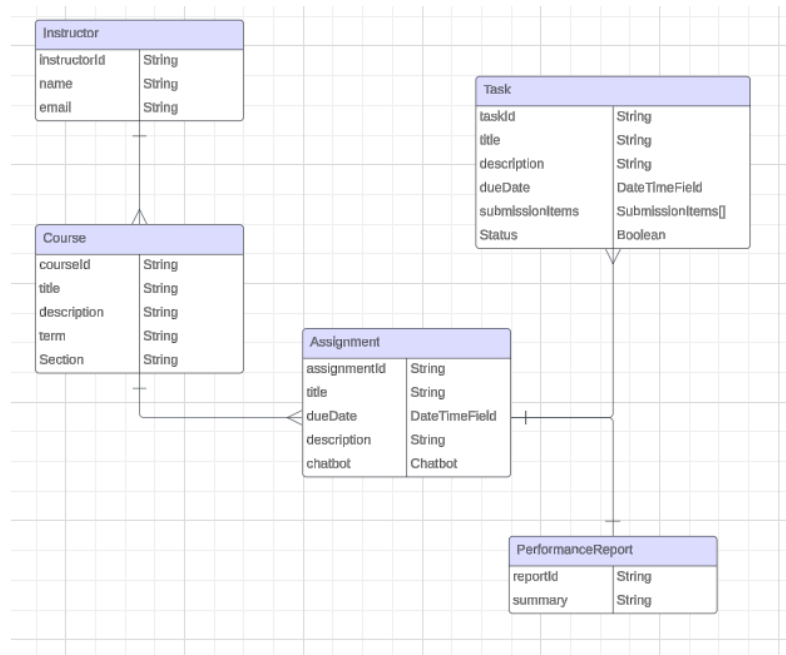 Instructor
instructorId String
name String
email String
Task
taskId String
title String
description String
dueDate DateTimeField
submissionItems SubmissionItems[]
Status Boolean
Course
courseId String
title String
description String
term String
Section String
Assignment
assignmentId String
title String
dueDate DateTimeField
description String
chatbot Chatbot
PerformanceReport
reportId String
summary String